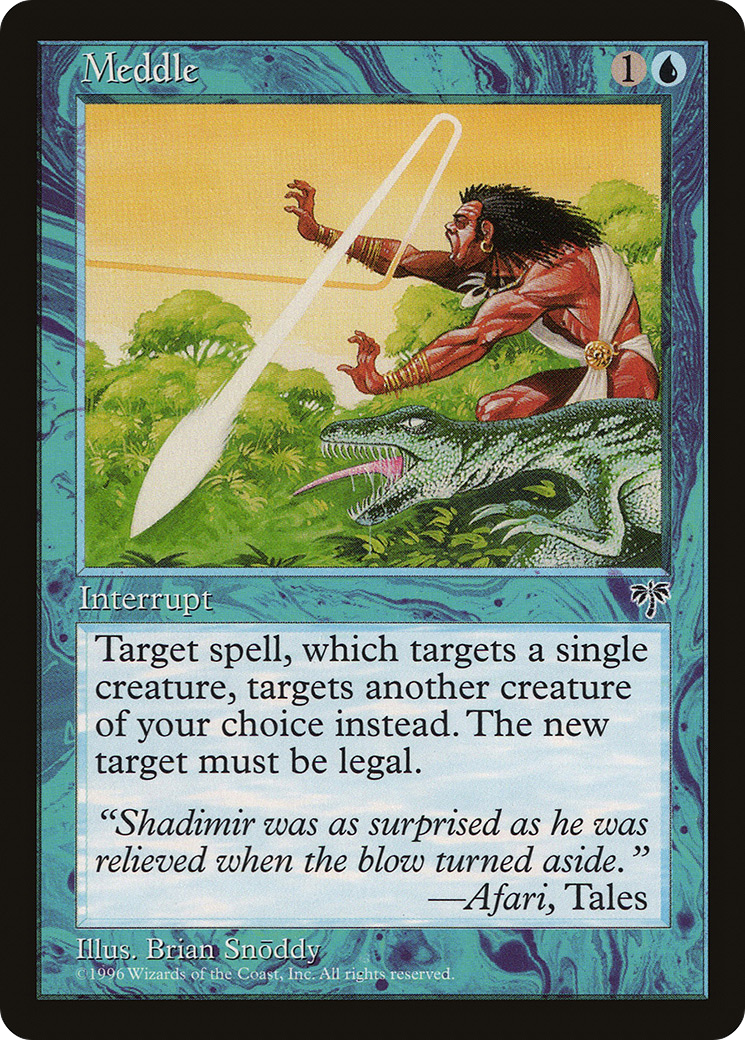 Meddle 1
Interrupt
Target spell, which targets a single
creature, targets another creature
of your choice instead. The new
target must be legal.
“Shadimir was as surprised as he was
relieved when the blow turned aside.”
—Afari, Tales
Illus. Brian Snōddy
©1996 Wizards of the Coast, Inc. All rights reserved.